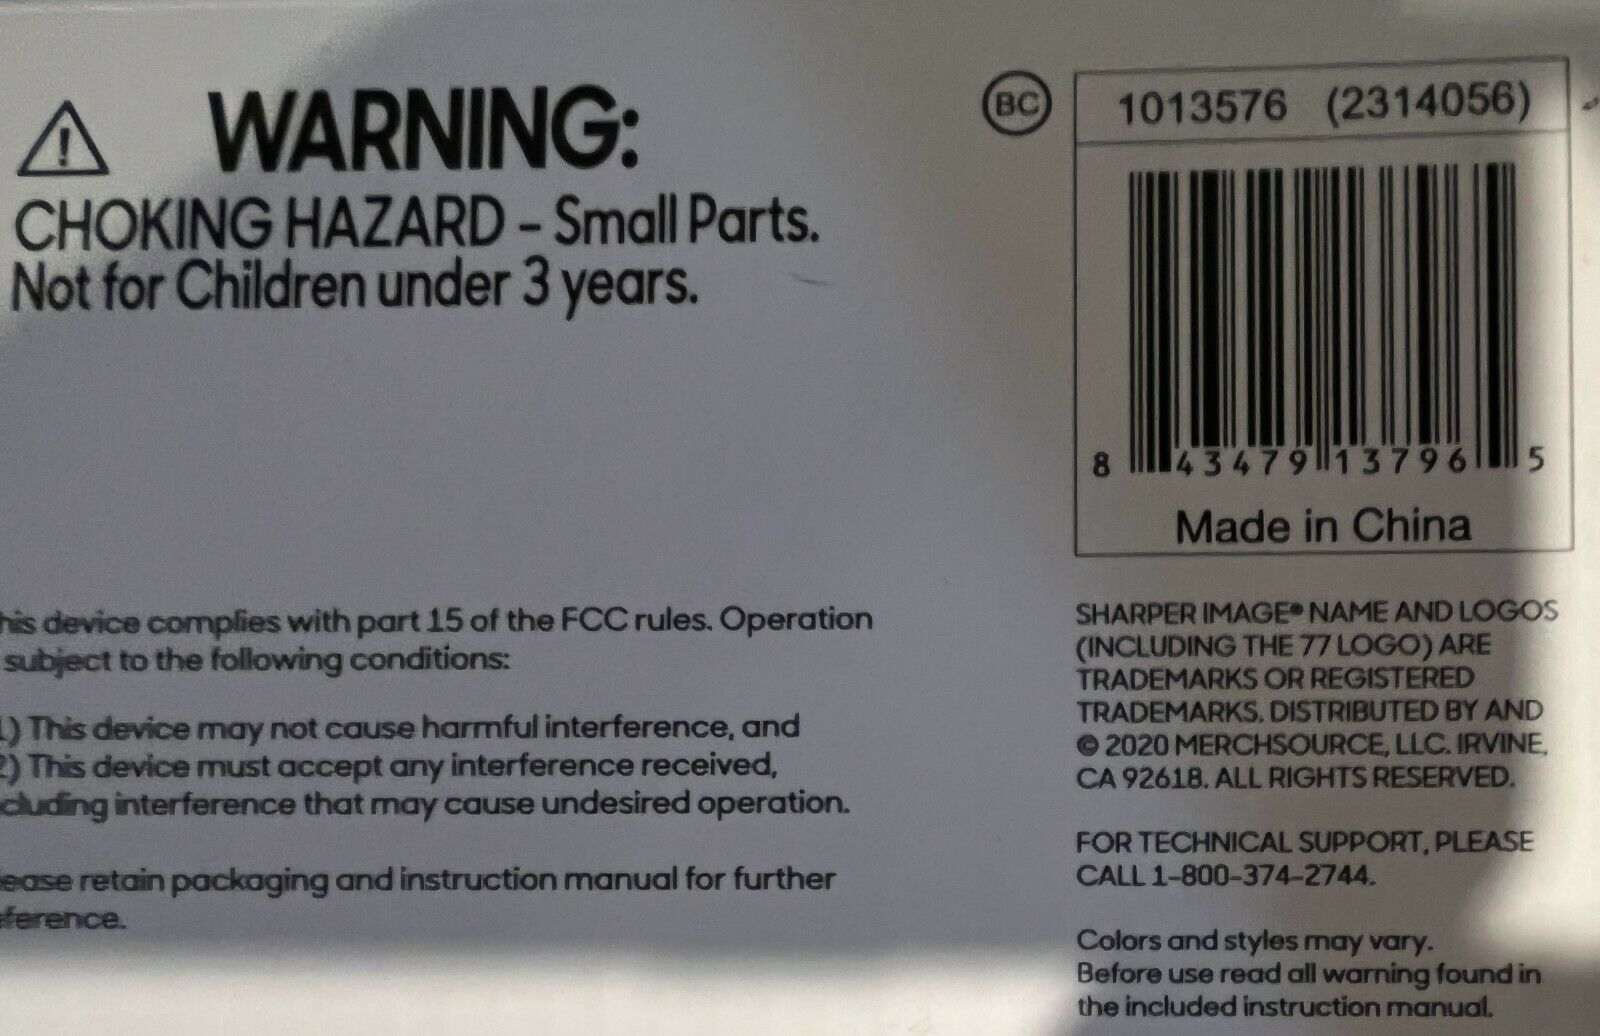 WARNING:
CHOKING HAZARD - Small Parts.
Not for Children under 3 years.
his device complies with part 15 of the FCC rules. Operation
subject to the following conditions:
1) This device may not cause harmful interference, and
2) This device must accept any interference received,
cluding interference that may cause undesired operation.
ease retain packaging and instruction manual for further
ference.
BC
1013576 (2314056)
8 43479 13796 5
Made in China
SHARPER IMAGE® NAME AND LOGOS
(INCLUDING THE 77 LOGO) ARE
TRADEMARKS OR REGISTERED
TRADEMARKS. DISTRIBUTED BY AND
© 2020 MERCHSOURCE, LLC. IRVINE,
CA 92618. ALL RIGHTS RESERVED.
FOR TECHNICAL SUPPORT, PLEASE
CALL 1-800-374-2744.
Colors and styles may vary.
Before use read all warning found in
the included instruction manual.